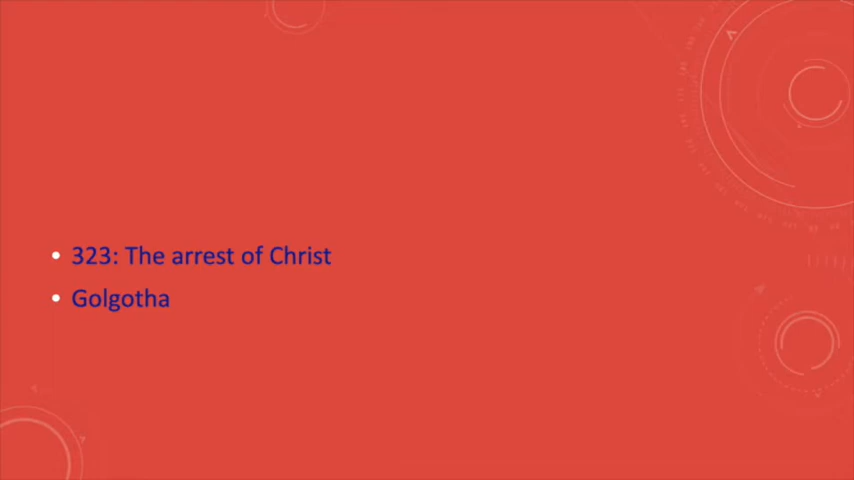 • 323: The arrest of Christ
• Golgotha